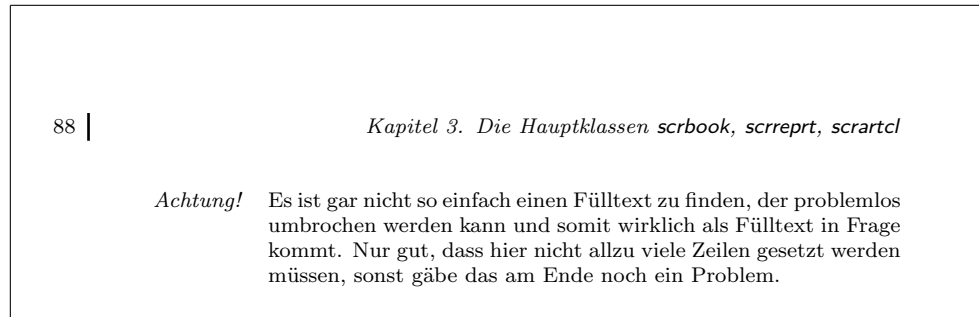 88 Kapitel 3. Die Hauptklassen scrbook, scrreprt, scrartcl
Achtung! Es ist gar nicht so einfach einen Fülltext zu finden, der problemlos
umbrochen werden kann und somit wirklich als Fülltext in Frage
kommt. Nur gut, dass hier nicht allzu viele Zeilen gesetzt werden
müssen, sonst gäbe das am Ende noch ein Problem.